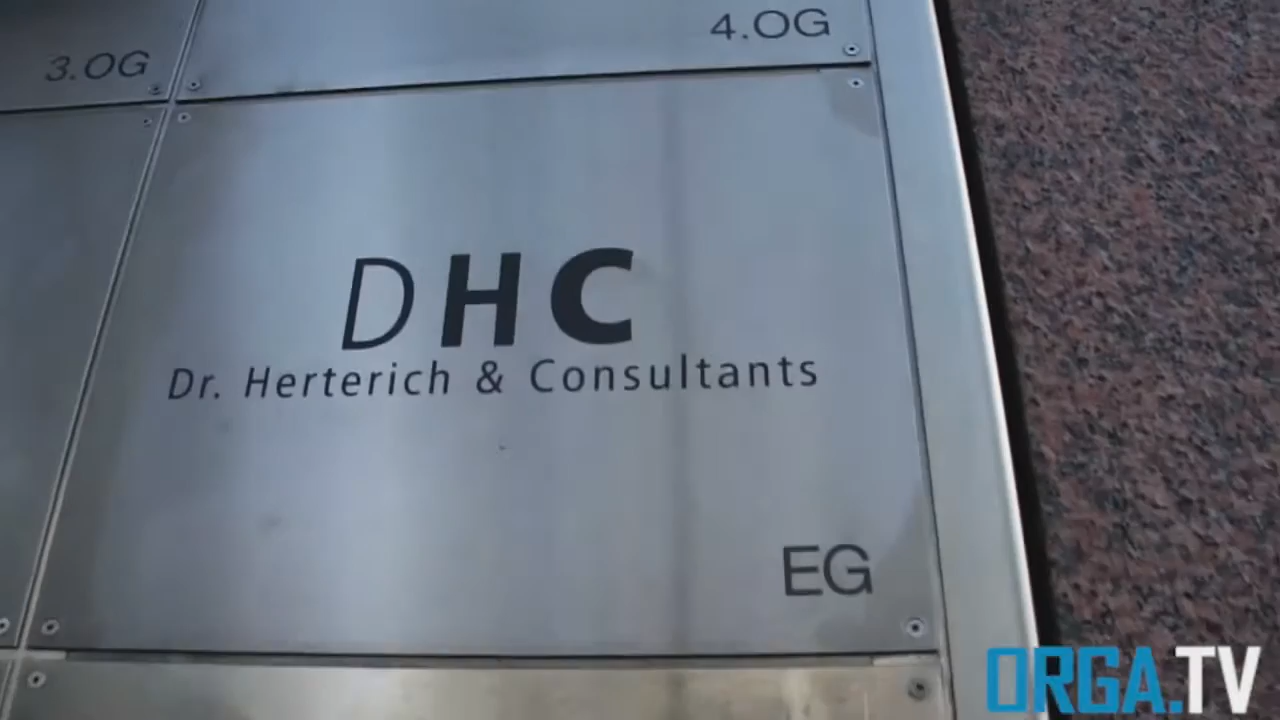 4.OG
3.OG
DHC
Dr. Herterich & Consultants
EG
ORGA.TV